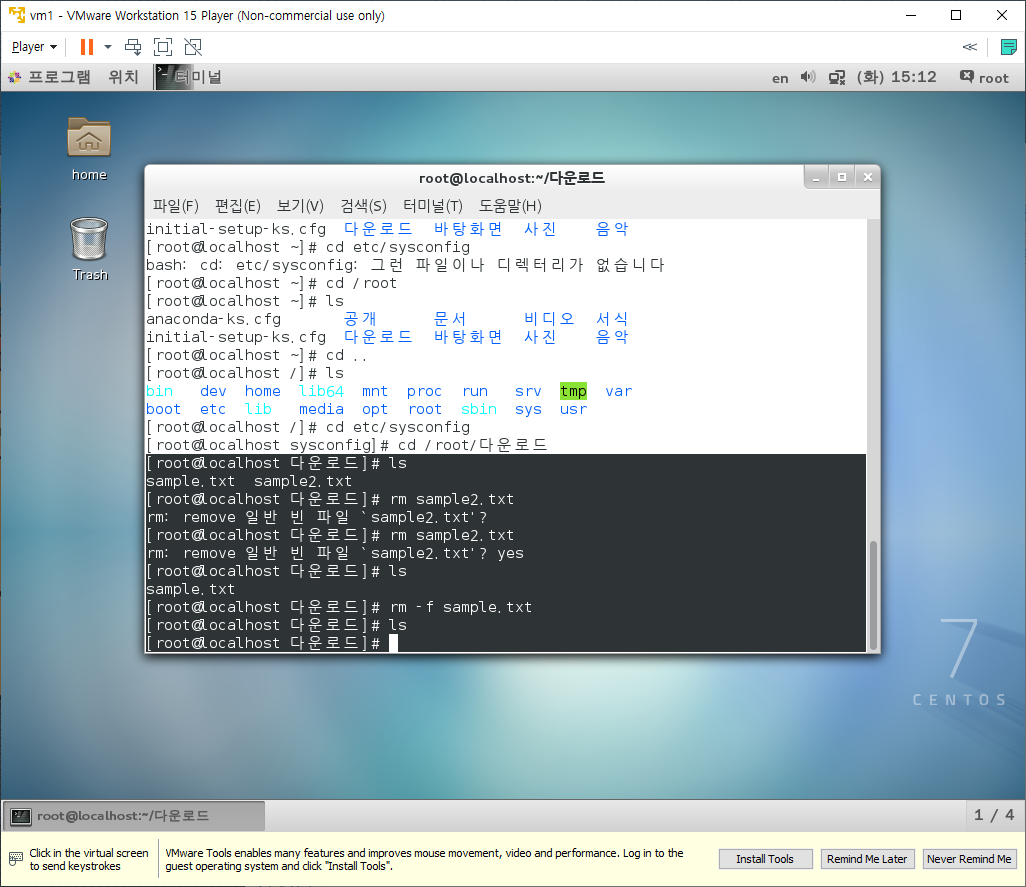 vm1 - VMware Workstation 15 Player (Non-commercial use only)
Player
프로그램 위치 터미널 en (화) 15:12 root
home
Trash
root@localhost:~/다운로드
파일(F) 편집(E) 보기(V) 검색(S) 터미널(T) 도움말(H)
initial-setup-ks.cfg 다운로드 바탕화면 사진 음악
[root@localhost ~]# cd etc/sysconfig
bash: cd: etc/sysconfig: 그런 파일이나 디렉터리가 없습니다
[root@localhost ~]# cd /root
[root@localhost ~]# ls
anaconda-ks.cfg 공개 문서 비디오 서식
initial-setup-ks.cfg 다운로드 바탕화면 사진 음악
[root@localhost ~]# cd ..
[root@localhost /]# ls
bin dev home lib64 mnt proc run srv tmp var
boot etc lib media opt root sbin sys usr
[root@localhost /]# cd etc/sysconfig
[root@localhost sysconfig]# cd /root/다운로드
[root@localhost 다운로드]# ls
sample.txt sample2.txt
[root@localhost 다운로드]# rm sample2.txt
rm: remove 일반 빈 파일 `sample2.txt'?
[root@localhost 다운로드]# rm sample2.txt
rm: remove 일반 빈 파일 `sample2.txt'? yes
[root@localhost 다운로드]# ls
sample.txt
[root@localhost 다운로드]# rm -f sample.txt
[root@localhost 다운로드]# ls
[root@localhost 다운로드]#
7
CENTOS
root@localhost:~/다운로드
1 / 4
Click in the virtual screen
to send keystrokes
VMware Tools enables many features and improves mouse movement, video and performance. Log in to the
guest operating system and click "Install Tools".
Install Tools
Remind Me Later
Never Remind Me